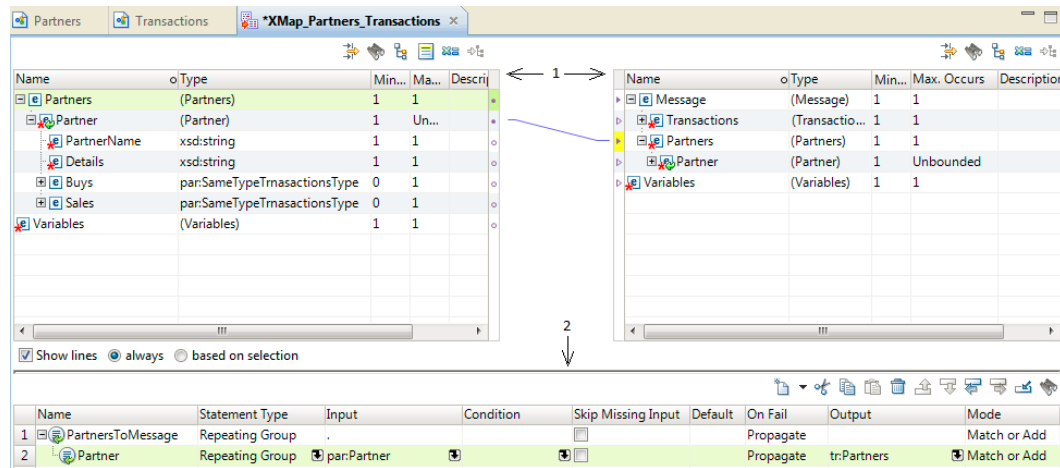 Partners Transactions *XMap_Partners_Transactions
Name Type Min... Ma... Descrip
Partners (Partners) 1 1
Partner (Partner) 1 Un...
PartnerName xsd:string 1 1
Details xsd:string 1 1
Buys par:SameTypeTrnasactionsType 0 1
Sales par:SameTypeTrnasactionsType 0 1
Variables (Variables) 1 1
1
Name Type Min... Max. Occurs Description
Message (Message) 1 1
Transactions (Transactio... 1 1
Partners (Partners) 1 1
Partner (Partner) 1 Unbounded
Variables (Variables) 1 1
Show lines always based on selection
2
Name Statement Type Input Condition Skip Missing Input Default On Fail Output Mode
1 PartnersToMessage Repeating Group . Propagate Match or Add
2 Partner Repeating Group par:Partner Propagate tr:Partners Match or Add